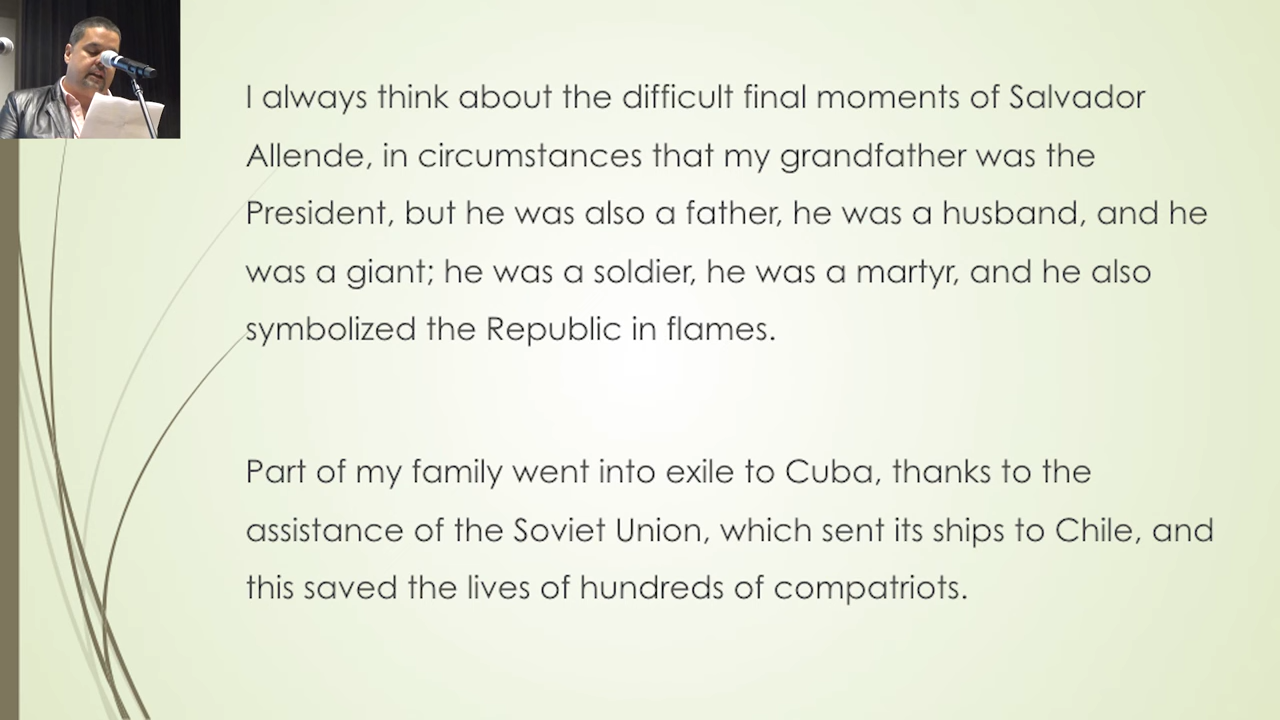 I always think about the difficult final moments of Salvador
Allende, in circumstances that my grandfather was the
President, but he was also a father, he was a husband, and he
was a giant; he was a soldier, he was a martyr, and he also
symbolized the Republic in flames.
Part of my family went into exile to Cuba, thanks to the
assistance of the Soviet Union, which sent its ships to Chile, and
this saved the lives of hundreds of compatriots.